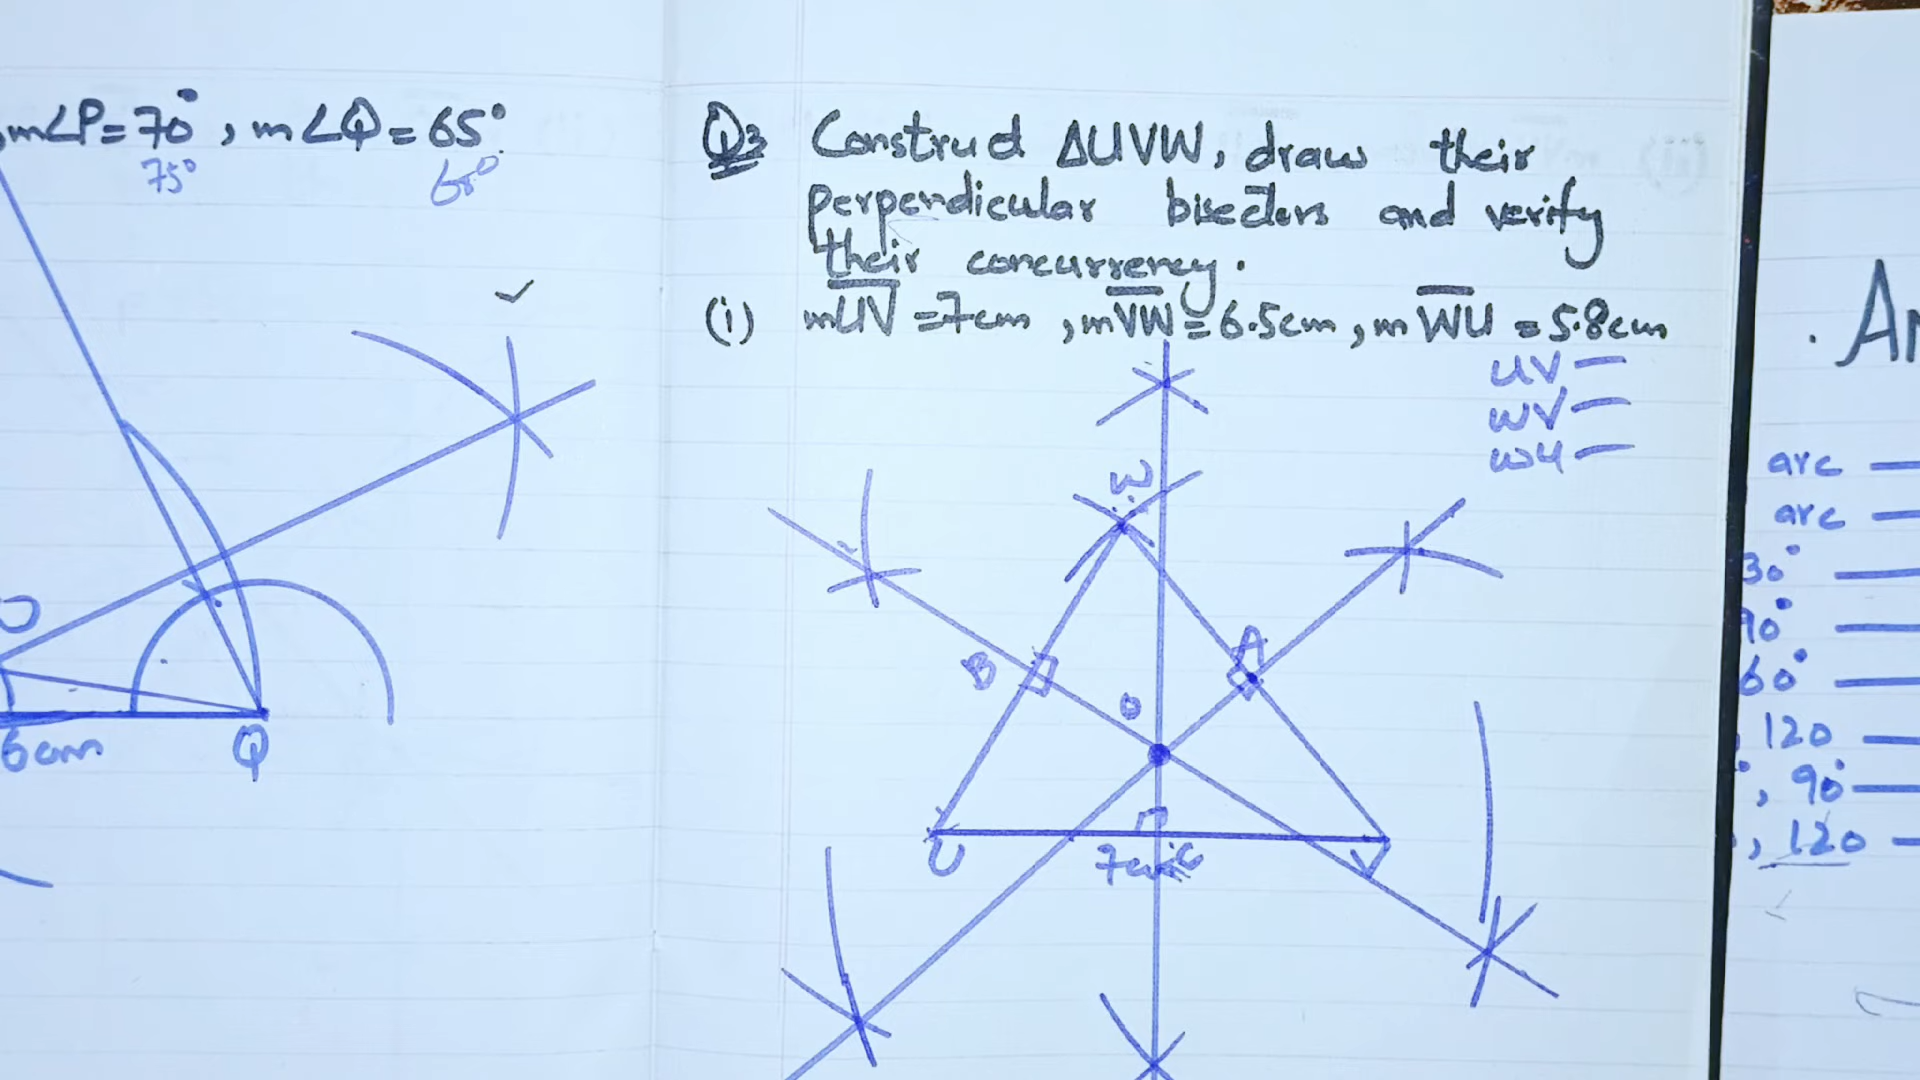 m∠P=70°, m∠Q=65°
75° 65°
6cm Q
Q3 Construct ΔUVW, draw their
perpendicular bisectors and verify
their concurrency.
(i) mUV=7cm, mVW=6.5cm, mWU=5.8cm
UV
WV
WU
W
A
B
O
U 7cm C V
arc
arc
30°
90°
60°
120
, 90°
, 120